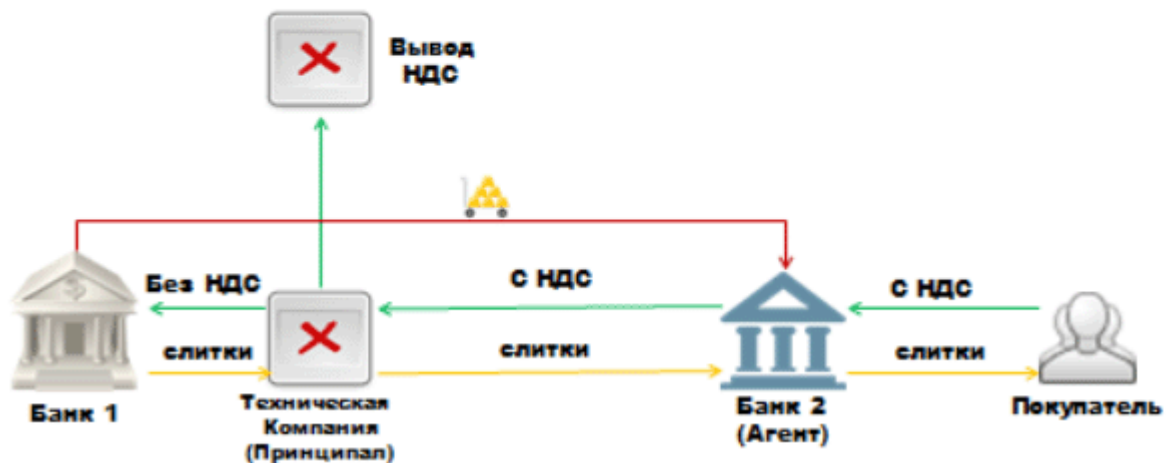 Вывод
НДС
Без НДС
С НДС
С НДС
слитки
слитки
слитки
Банк 1
Техническая
Компания
(Принципал)
Банк 2
(Агент)
Покупатель